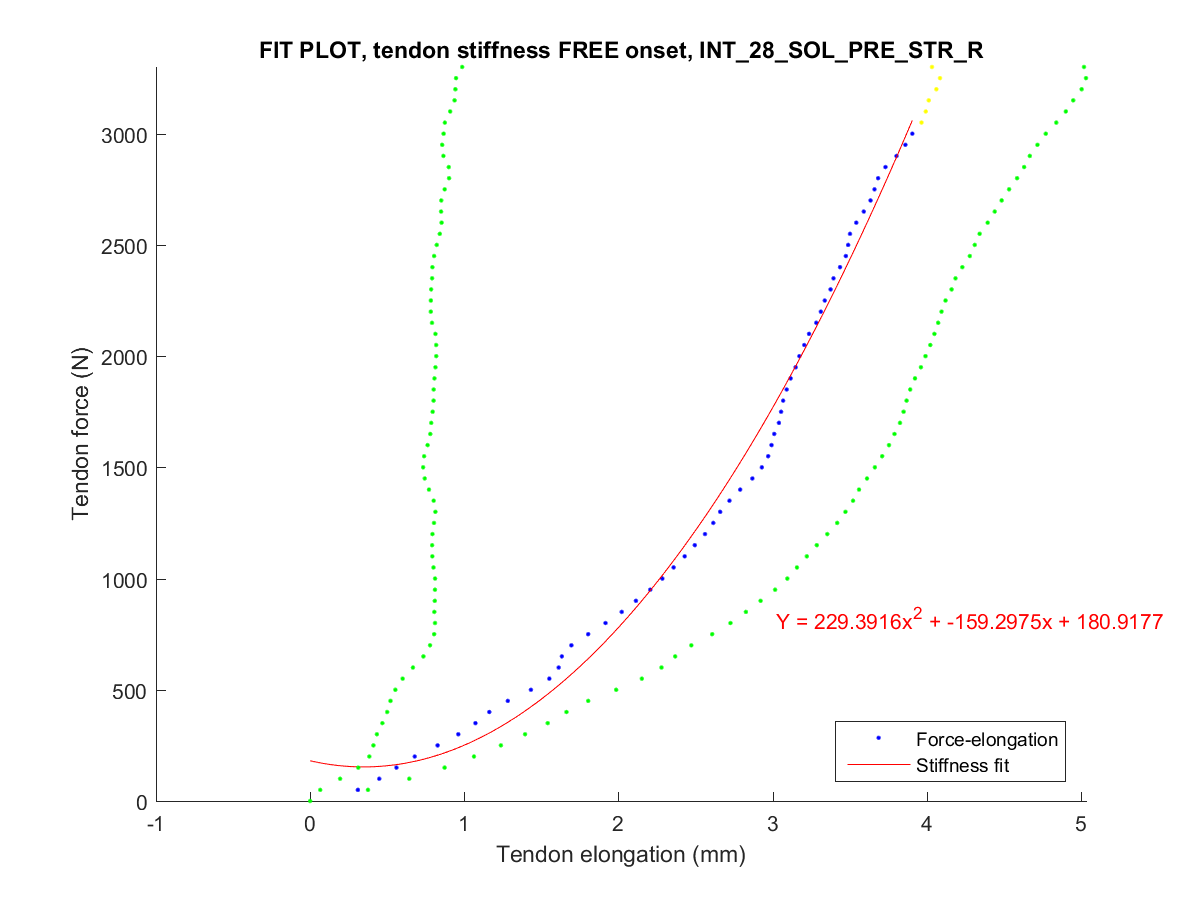 FIT PLOT, tendon stiffness FREE onset, INT_28_SOL_PRE_STR_R
3000
2500
2000
1500
1000
500
0
Tendon force (N)
Y = 229.3916x² + -159.2975x + 180.9177
Force-elongation
Stiffness fit
-1 0 1 2 3 4 5
Tendon elongation (mm)